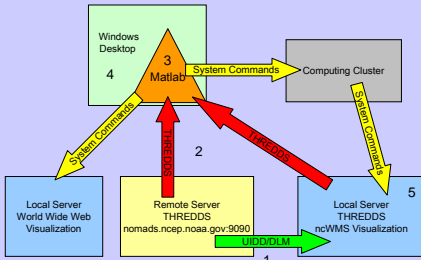 Windows
Desktop
3
4
Matlab
System Commands
Computing Cluster
System Commands
System Commands
THREDDS
THREDDS
2
5
Local Server
World Wide Web
Visualization
Remote Server
THREDDS
nomads.ncep.noaa.gov:9090
Local Server
THREDDS
ncWMS Visualization
UIDD/DLM
1